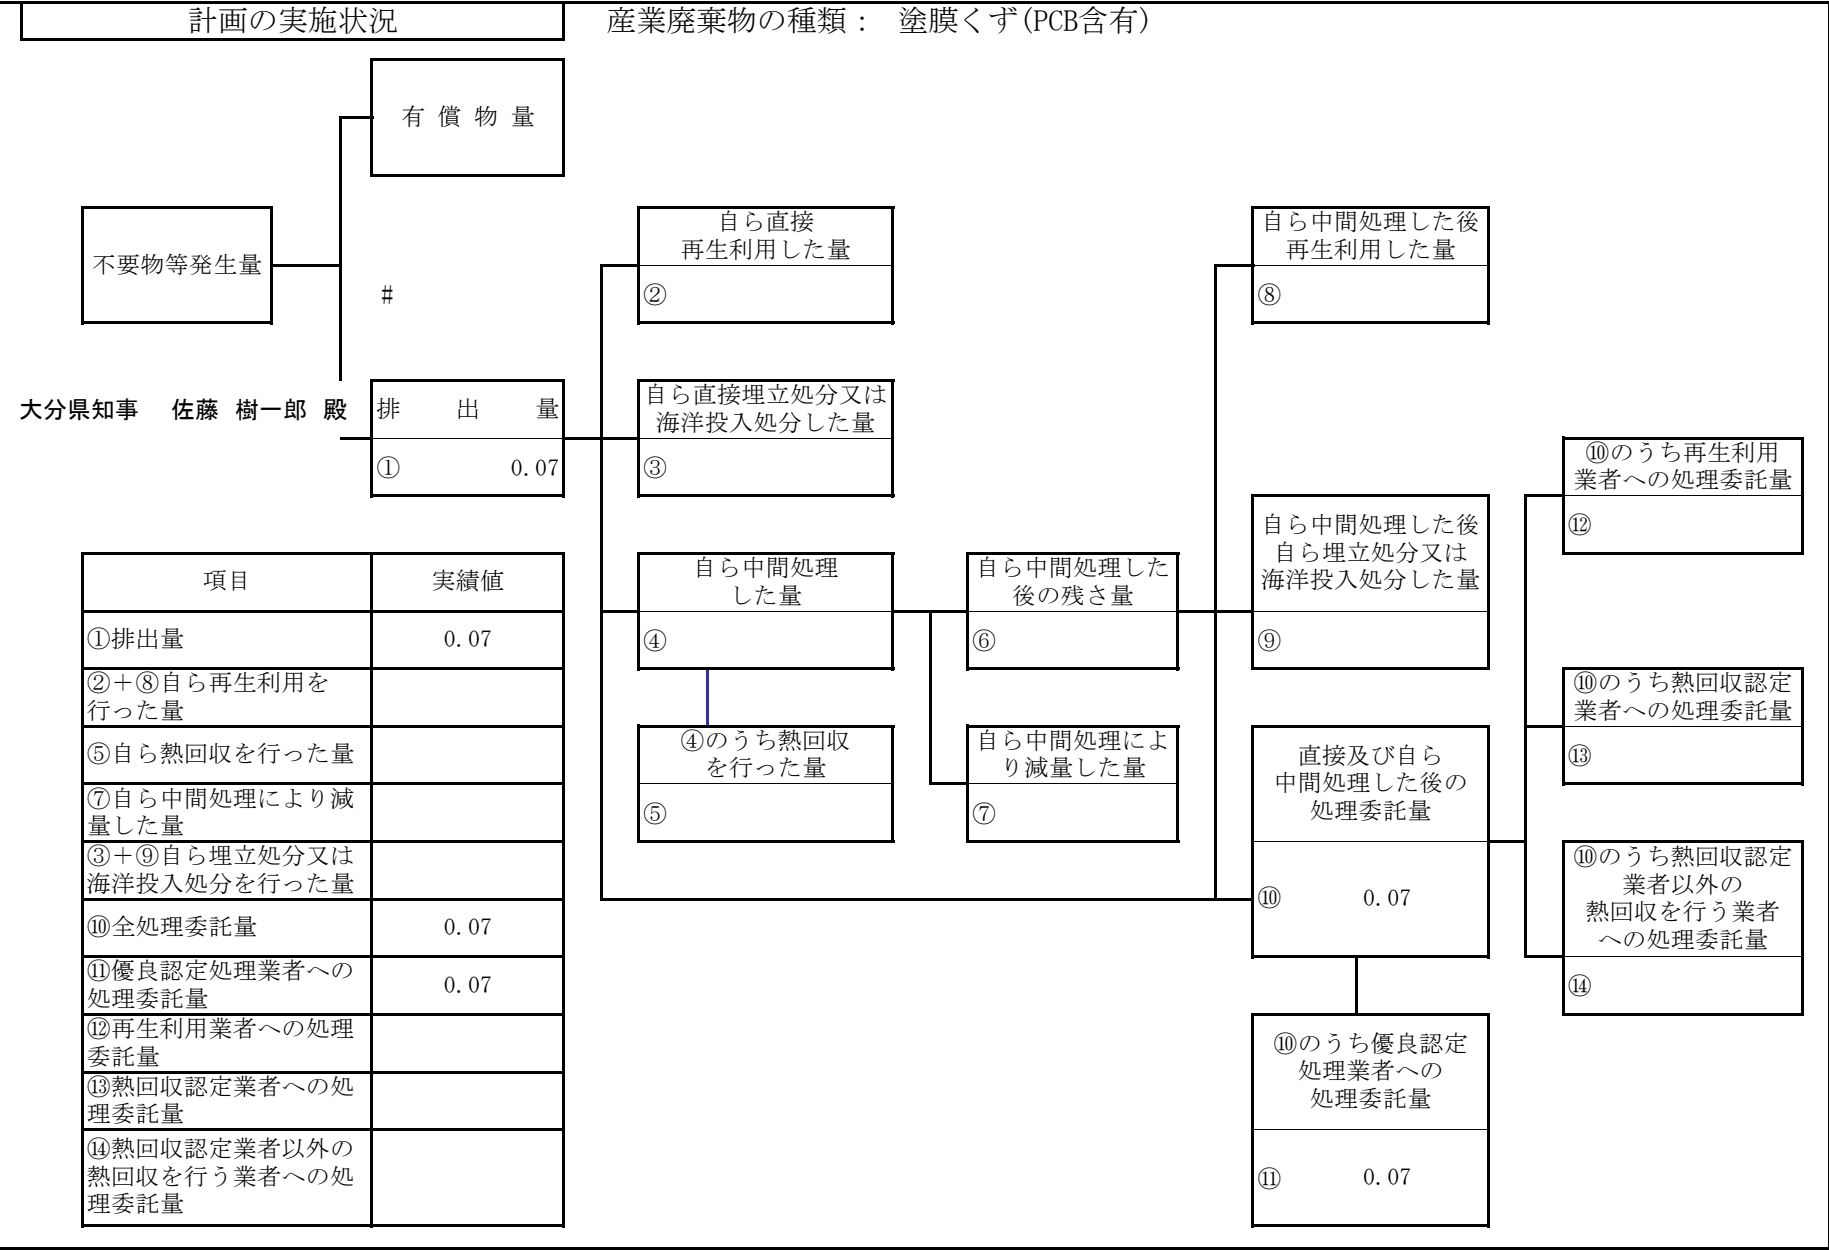 計画の実施状況
産業廃棄物の種類： 塗膜くず(PCB含有)
有償物量
不要物等発生量
#
自ら直接
再生利用した量
②
自ら中間処理した後
再生利用した量
⑧
大分県知事 佐藤 樹一郎 殿
排出量
① 0.07
自ら直接埋立処分又は
海洋投入処分した量
③
⑩のうち再生利用
業者への処理委託量
⑫
自ら中間処理した後
自ら埋立処分又は
海洋投入処分した量
⑨
自ら中間処理
した量
④
自ら中間処理した
後の残さ量
⑥
④のうち熱回収
を行った量
⑤
自ら中間処理によ
り減量した量
⑦
直接及び自ら
中間処理した後の
処理委託量
⑩ 0.07
⑩のうち熱回収認定
業者への処理委託量
⑬
⑩のうち熱回収認定
業者以外の
熱回収を行う業者
への処理委託量
⑭
⑩のうち優良認定
処理業者への
処理委託量
⑪ 0.07
項目 実績値
①排出量 0.07
②＋⑧自ら再生利用を
行った量
⑤自ら熱回収を行った量
⑦自ら中間処理により減
量した量
③＋⑨自ら埋立処分又は
海洋投入処分を行った量
⑩全処理委託量 0.07
⑪優良認定処理業者への
処理委託量 0.07
⑫再生利用業者への処理
委託量
⑬熱回収認定業者への処
理委託量
⑭熱回収認定業者以外の
熱回収を行う業者への処
理委託量